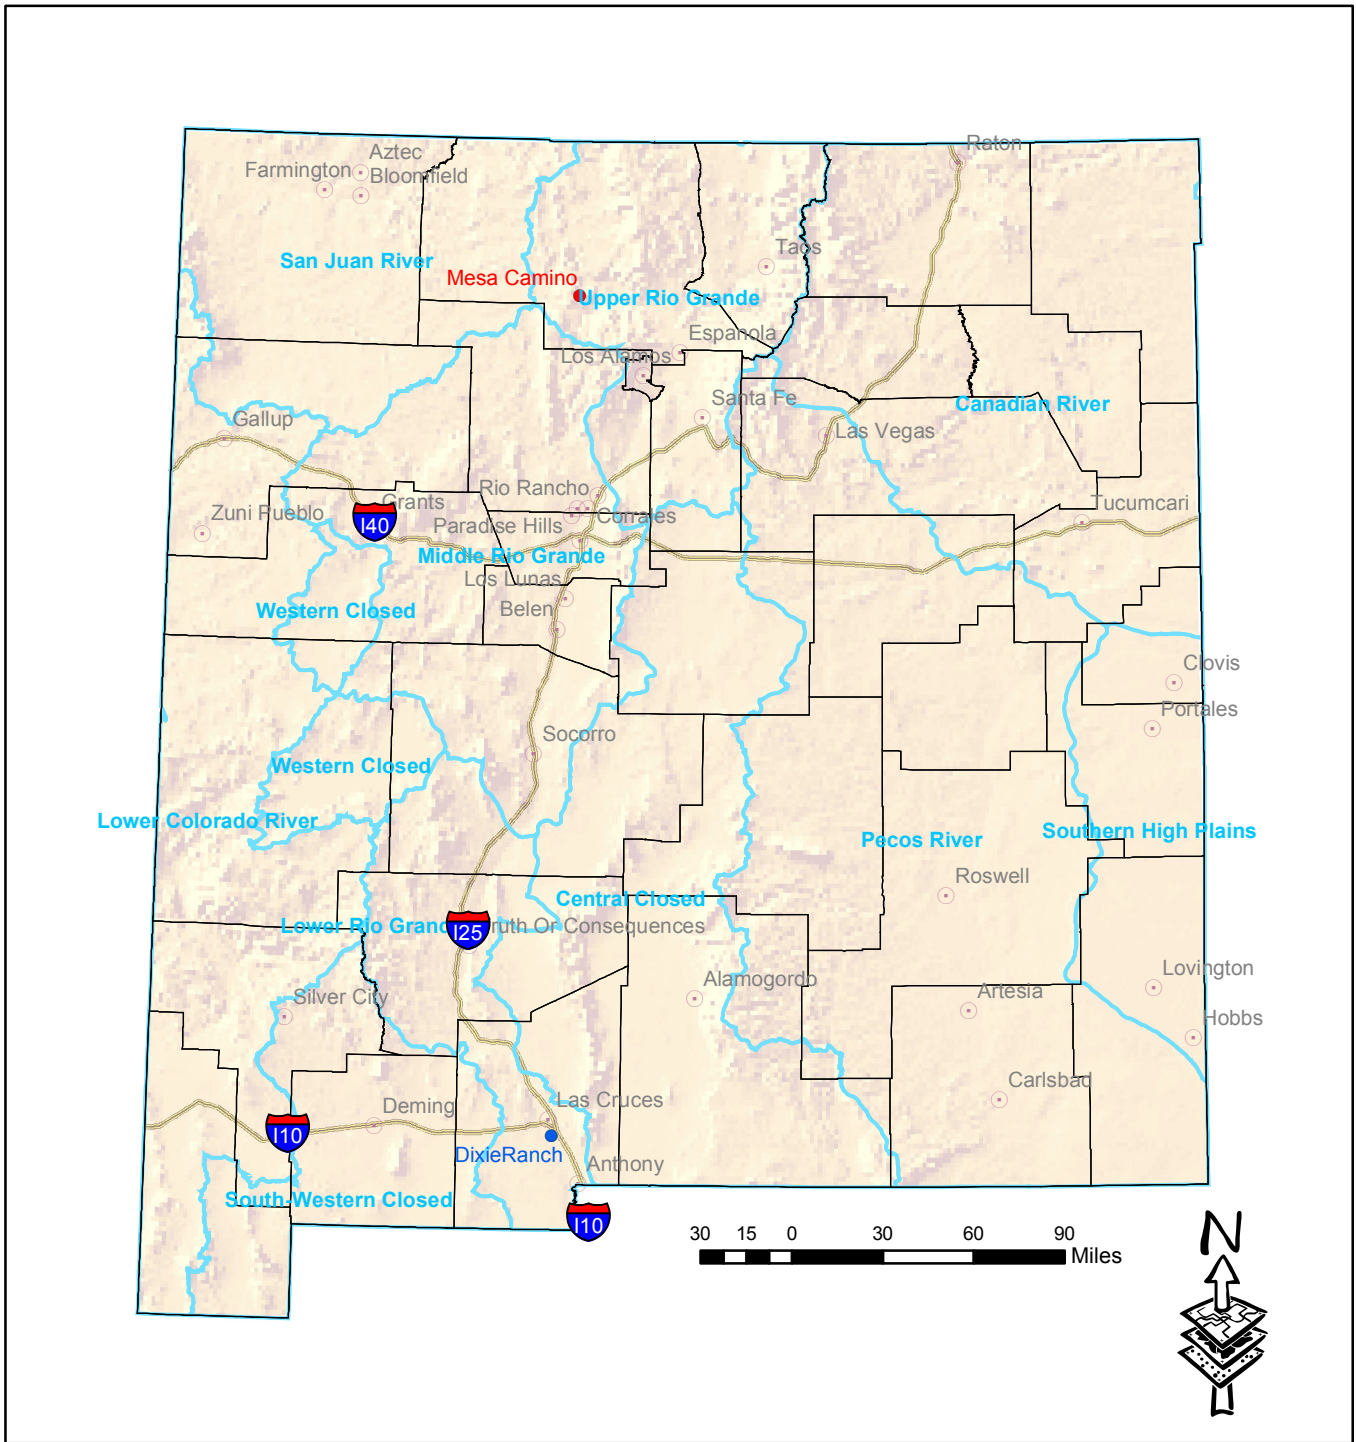 Raton
Aztec
Farmington
Bloomfield
Taos
San Juan River
Mesa Camino
Upper Rio Grande
Espanola
Los Alamos
Santa Fe
Canadian River
Gallup
Las Vegas
Rio Rancho
Grants
Tucumcari
Zuni Pueblo
I40
Paradise Hills
Corrales
Middle Rio Grande
Los Lunas
Western Closed
Belen
Clovis
Portales
Socorro
Western Closed
Lower Colorado River
Southern High Plains
Pecos River
Roswell
Central Closed
Lower Rio Grand
I25
ruth Or Consequences
Lovington
Alamogordo
Artesia
Silver City
Hobbs
Carlsbad
Las Cruces
Deming
I10
DixieRanch
Anthony
South-Western Closed
I10
N
30 15 0 30 60 90
Miles